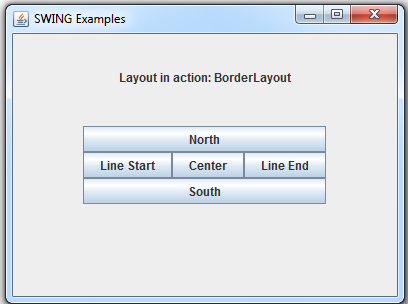 SWING Examples
Layout in action: BorderLayout
North
Line Start Center Line End
South